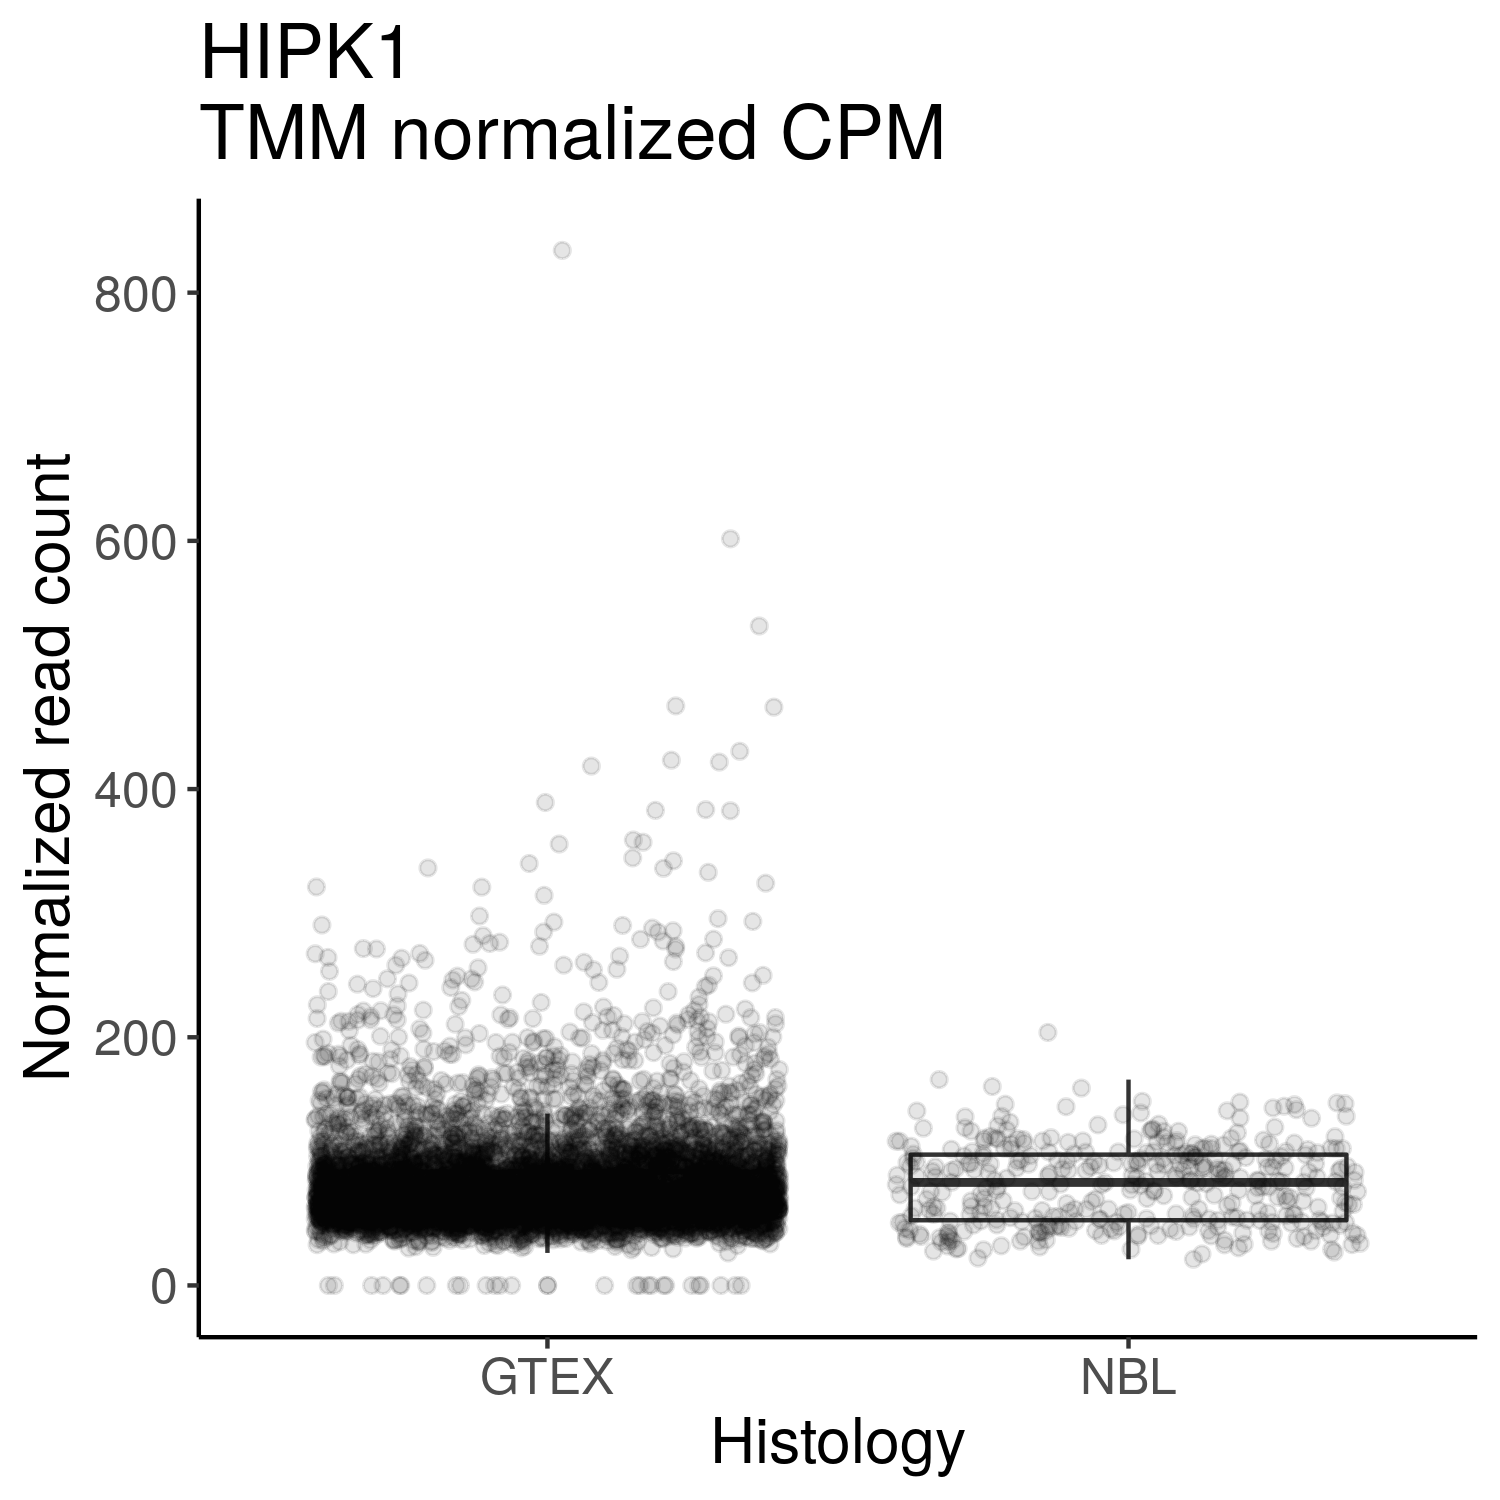 HIPK1
TMM normalized CPM
Normalized read count
800
600
400
200
0
GTEX
NBL
Histology